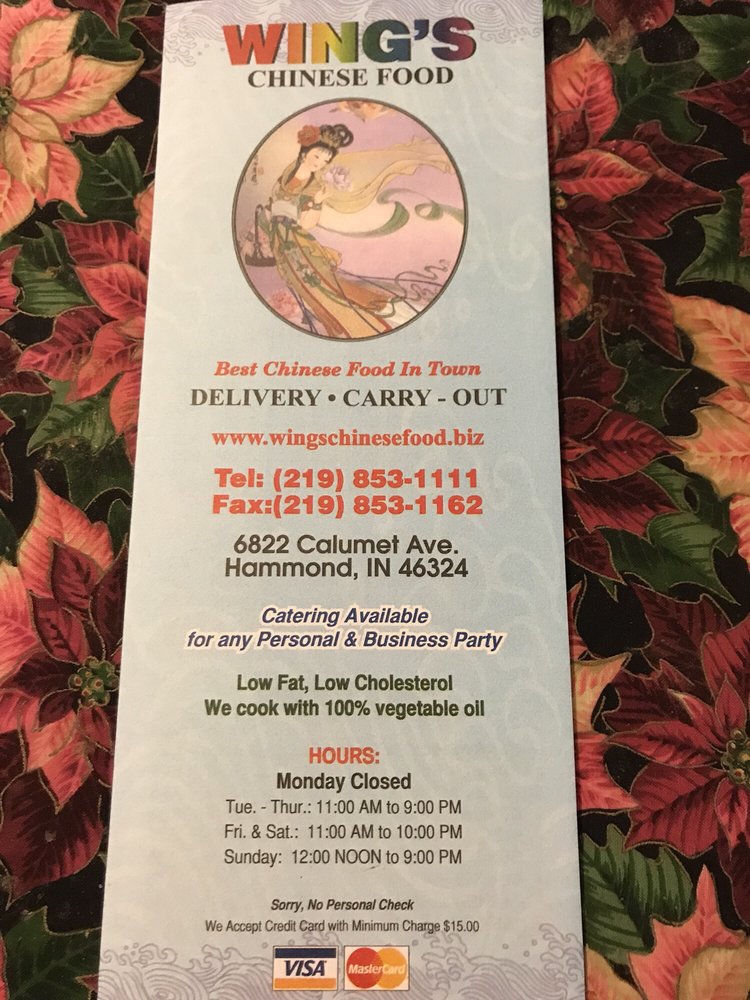 WING'S
CHINESE FOOD
Best Chinese Food In Town
DELIVERY • CARRY - OUT
www.wingschinesefood.biz
Tel: (219) 853-1111
Fax:(219) 853-1162
6822 Calumet Ave.
Hammond, IN 46324
Catering Available
for any Personal & Business Party
Low Fat, Low Cholesterol
We cook with 100% vegetable oil
HOURS:
Monday Closed
Tue. - Thur.: 11:00 AM to 9:00 PM
Fri. & Sat.: 11:00 AM to 10:00 PM
Sunday: 12:00 NOON to 9:00 PM
Sorry, No Personal Check
We Accept Credit Card with Minimum Charge $15.00
VISA MasterCard